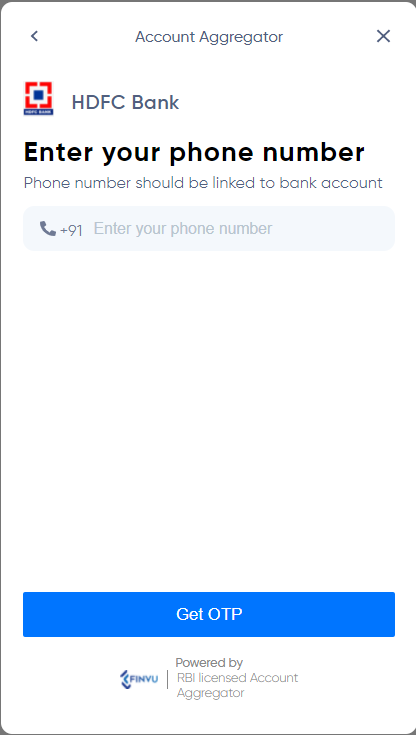 Account Aggregator
HDFC BANK
HDFC Bank
Enter your phone number
Phone number should be linked to bank account
+91 Enter your phone number
Get OTP
Powered by
FINVU
RBI licensed Account
Aggregator